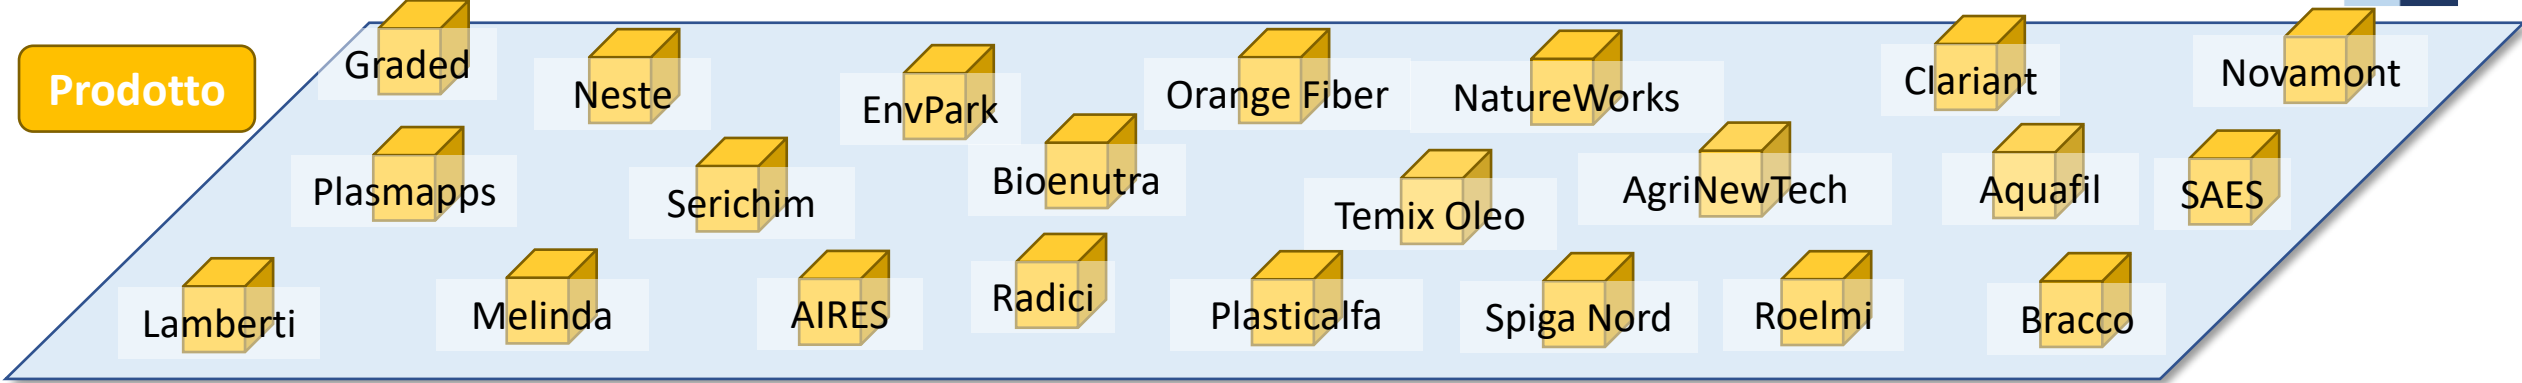 Prodotto
Graded
Neste
EnvPark
Orange Fiber
NatureWorks
Clariant
Novamont
Plasmapps
Serichim
Bioenutra
Temix Oleo
AgriNewTech
Aquafil
SAES
Lamberti
Melinda
AIRES
Radici
Plasticalfa
Spiga Nord
Roelmi
Bracco